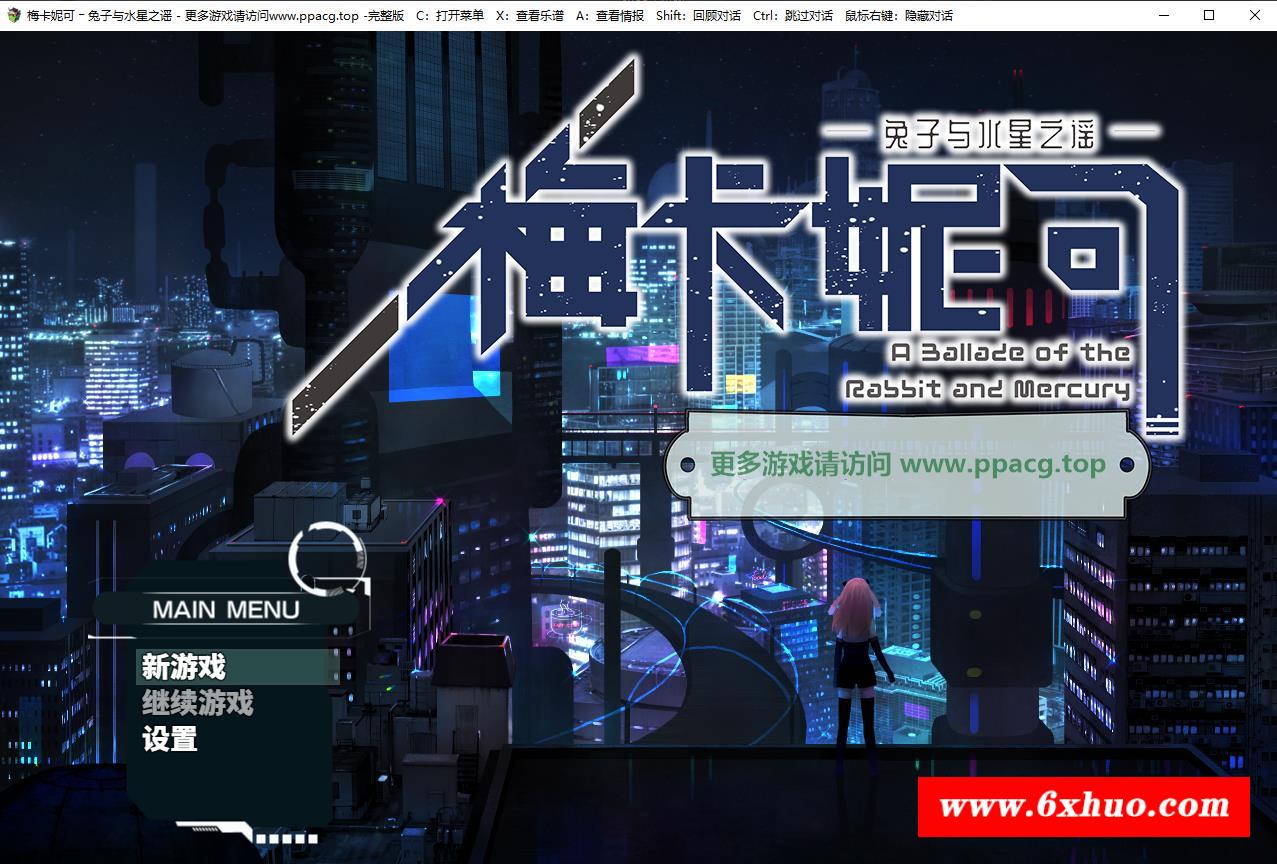 梅卡妮可 - 兔子与水星之谣 - 更多游戏请访问www.ppacg.top -完整版 C：打开菜单 X：查看乐谱 A：查看情报 Shift：回顾对话 Ctrl：跳过对话 鼠标右键：隐藏对话
兔子与水星之谣
梅卡妮可
A Ballade of the
Rabbit and Mercury
更多游戏请访问 www.ppacg.top
MAIN MENU
新游戏
继续游戏
设置
www.6xhuo.com